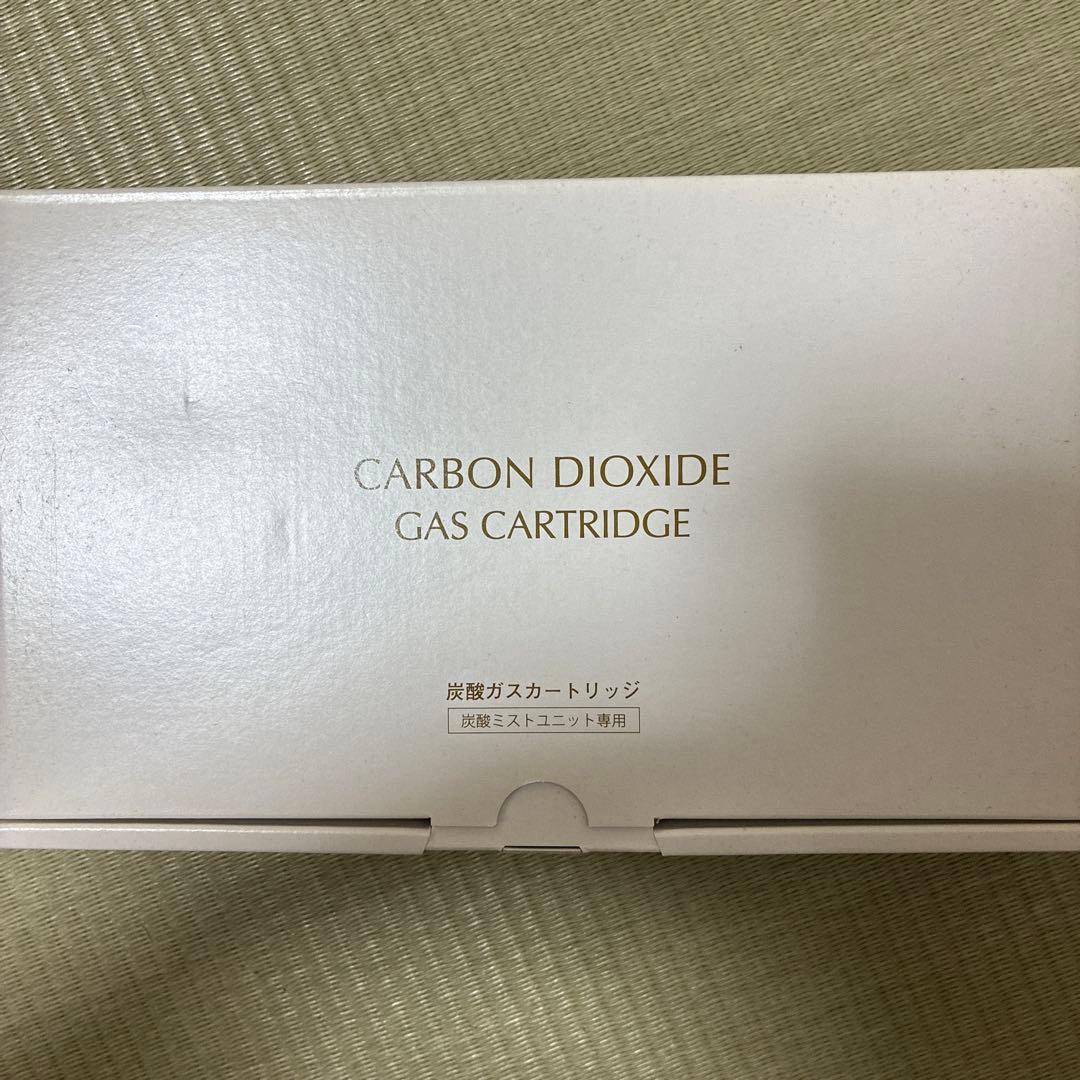 CARBON DIOXIDE
GAS CARTRIDGE
炭酸ガスカートリッジ
炭酸ミストユニット専用